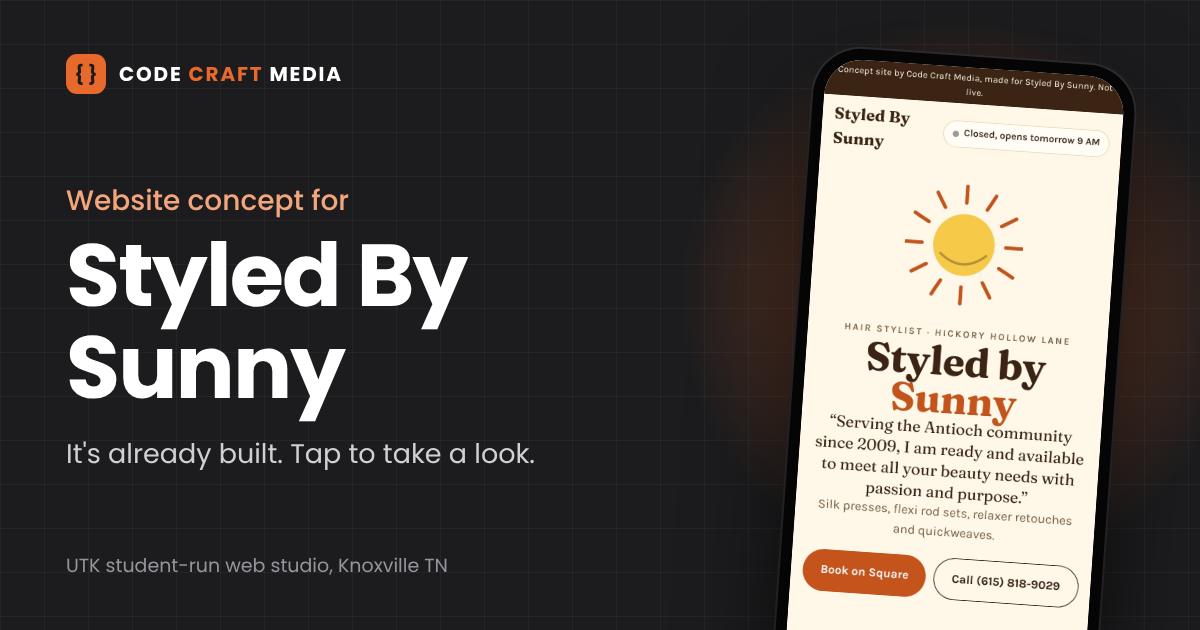 { } CODE CRAFT MEDIA
Website concept for
Styled By
Sunny
It's already built. Tap to take a look.
UTK student-run web studio, Knoxville TN
Concept site by Code Craft Media, made for Styled By Sunny. Not
live.
Styled By
Sunny
Closed, opens tomorrow 9 AM
HAIR STYLIST · HICKORY HOLLOW LANE
Styled by
Sunny
“Serving the Antioch community
since 2009, I am ready and available
to meet all your beauty needs with
passion and purpose.”
Silk presses, flexi rod sets, relaxer retouches
and quickweaves.
Book on Square
Call (615) 818-9029